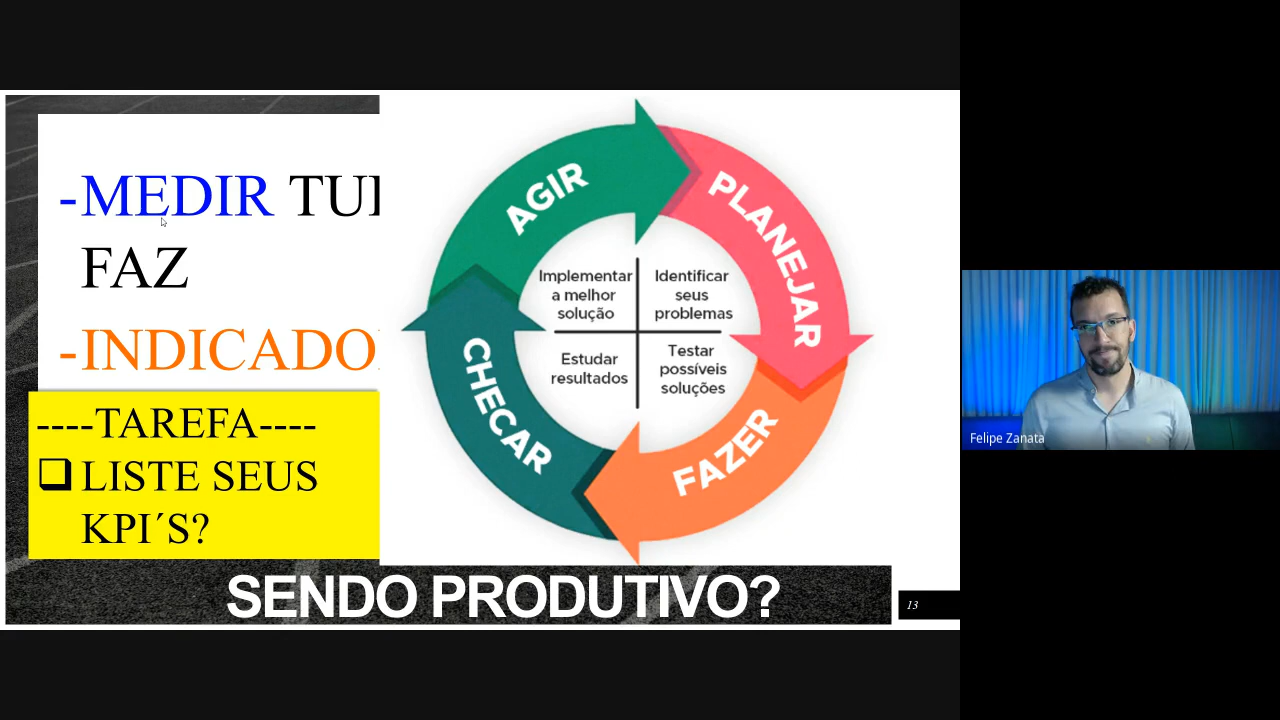 -MEDIR
FAZ
-INDICADO
----TAREFA----
LISTE SEUS
KPI´S?
AGIR
PLANEJAR
FAZER
CHECAR
Implementar
a melhor
solução
Identificar
seus
problemas
Estudar
resultados
Testar
possíveis
soluções
SENDO PRODUTIVO?
13
Felipe Zanata